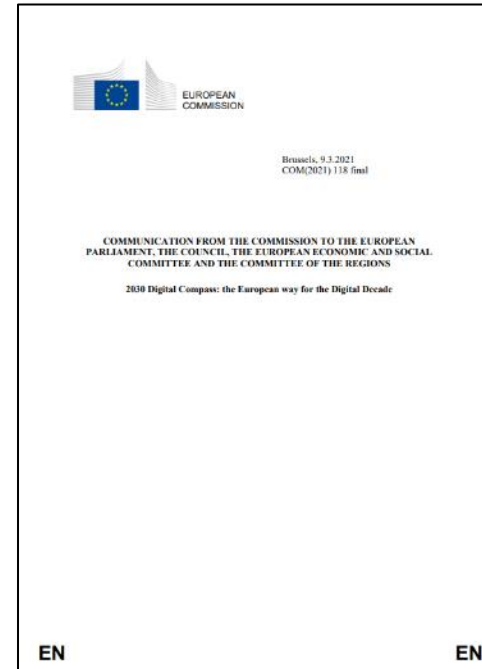 EUROPEAN
COMMISSION
Brussels, 9.3.2021
COM(2021) 118 final
COMMUNICATION FROM THE COMMISSION TO THE EUROPEAN
PARLIAMENT, THE COUNCIL, THE EUROPEAN ECONOMIC AND SOCIAL
COMMITTEE AND THE COMMITTEE OF THE REGIONS
2030 Digital Compass: the European way for the Digital Decade
EN
EN